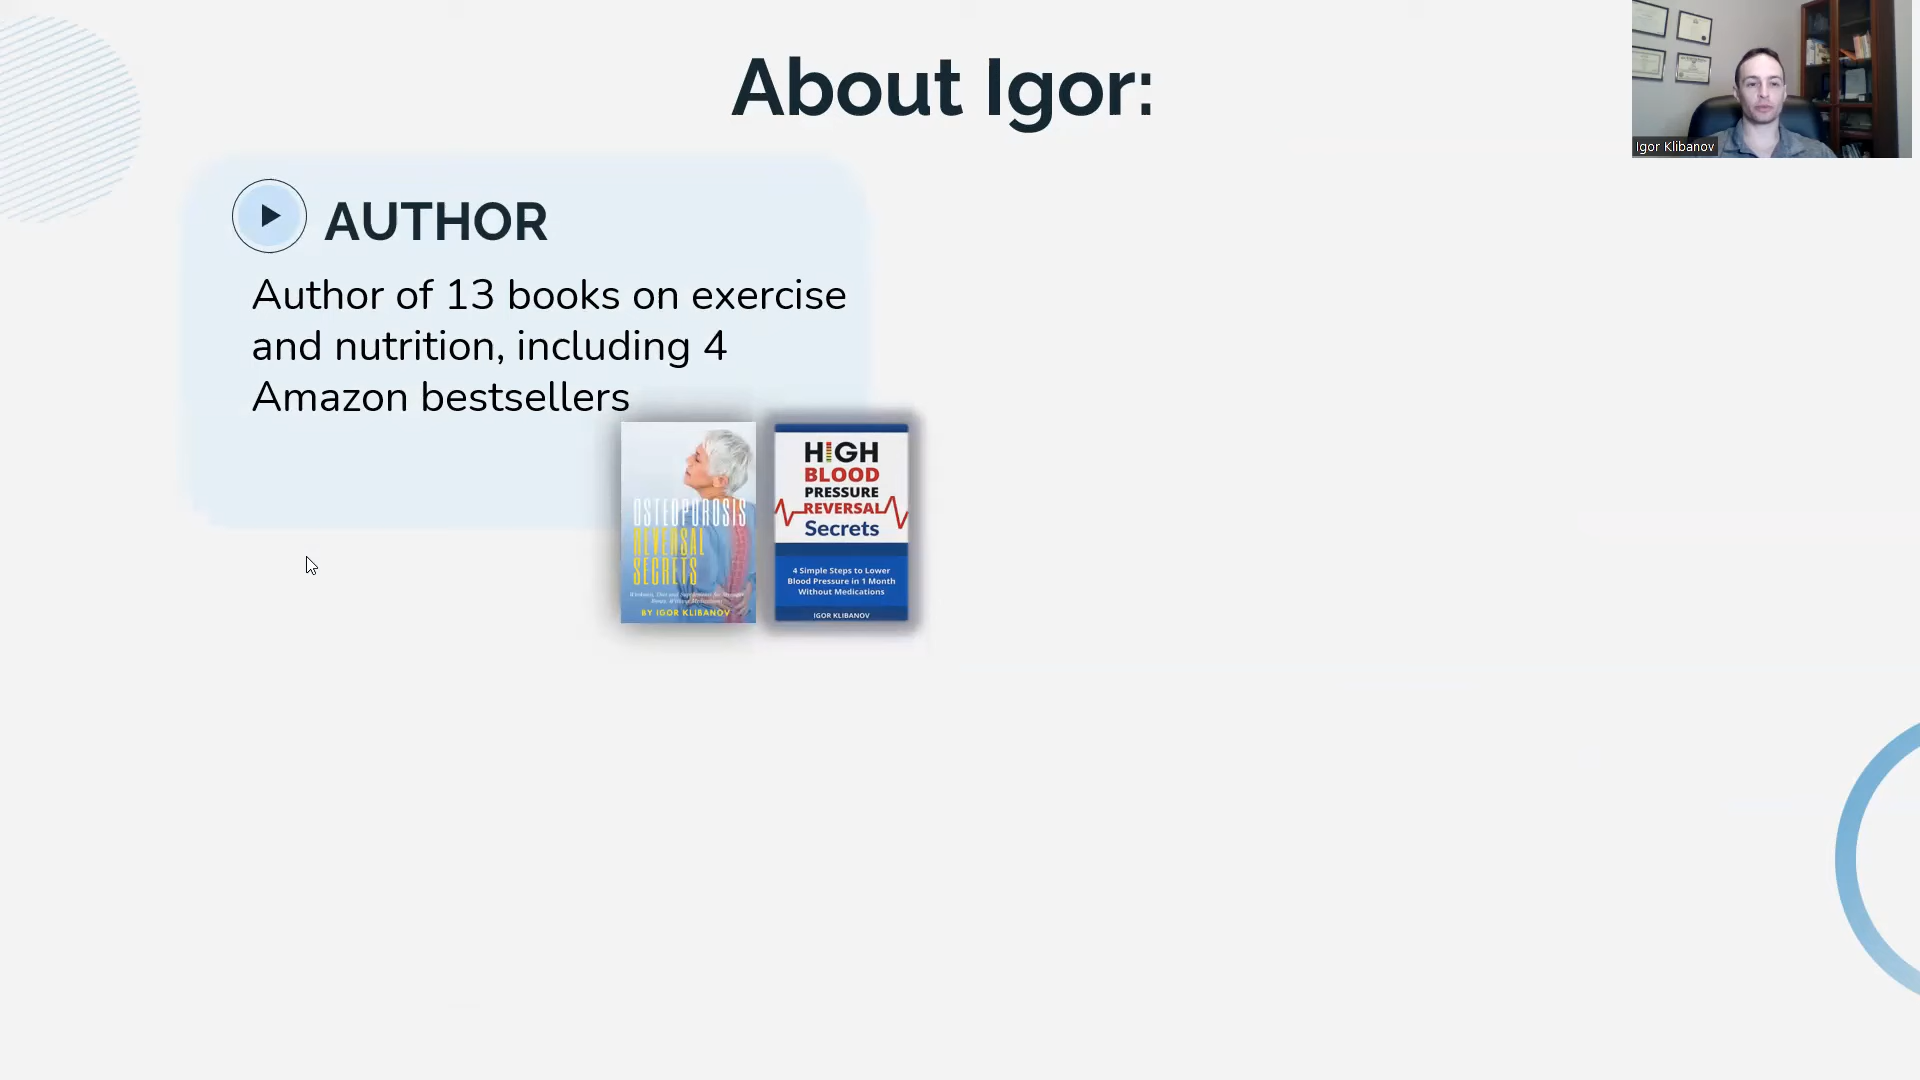 About Igor:
Igor Klibanov
AUTHOR
Author of 13 books on exercise
and nutrition, including 4
Amazon bestsellers
OSTEOPOROSIS
REVERSAL
SECRETS
BY IGOR KLIBANOV
HIGH
BLOOD
PRESSURE
REVERSAL
Secrets
4 Simple Steps to Lower
Blood Pressure in 1 Month
Without Medications
IGOR KLIBANOV